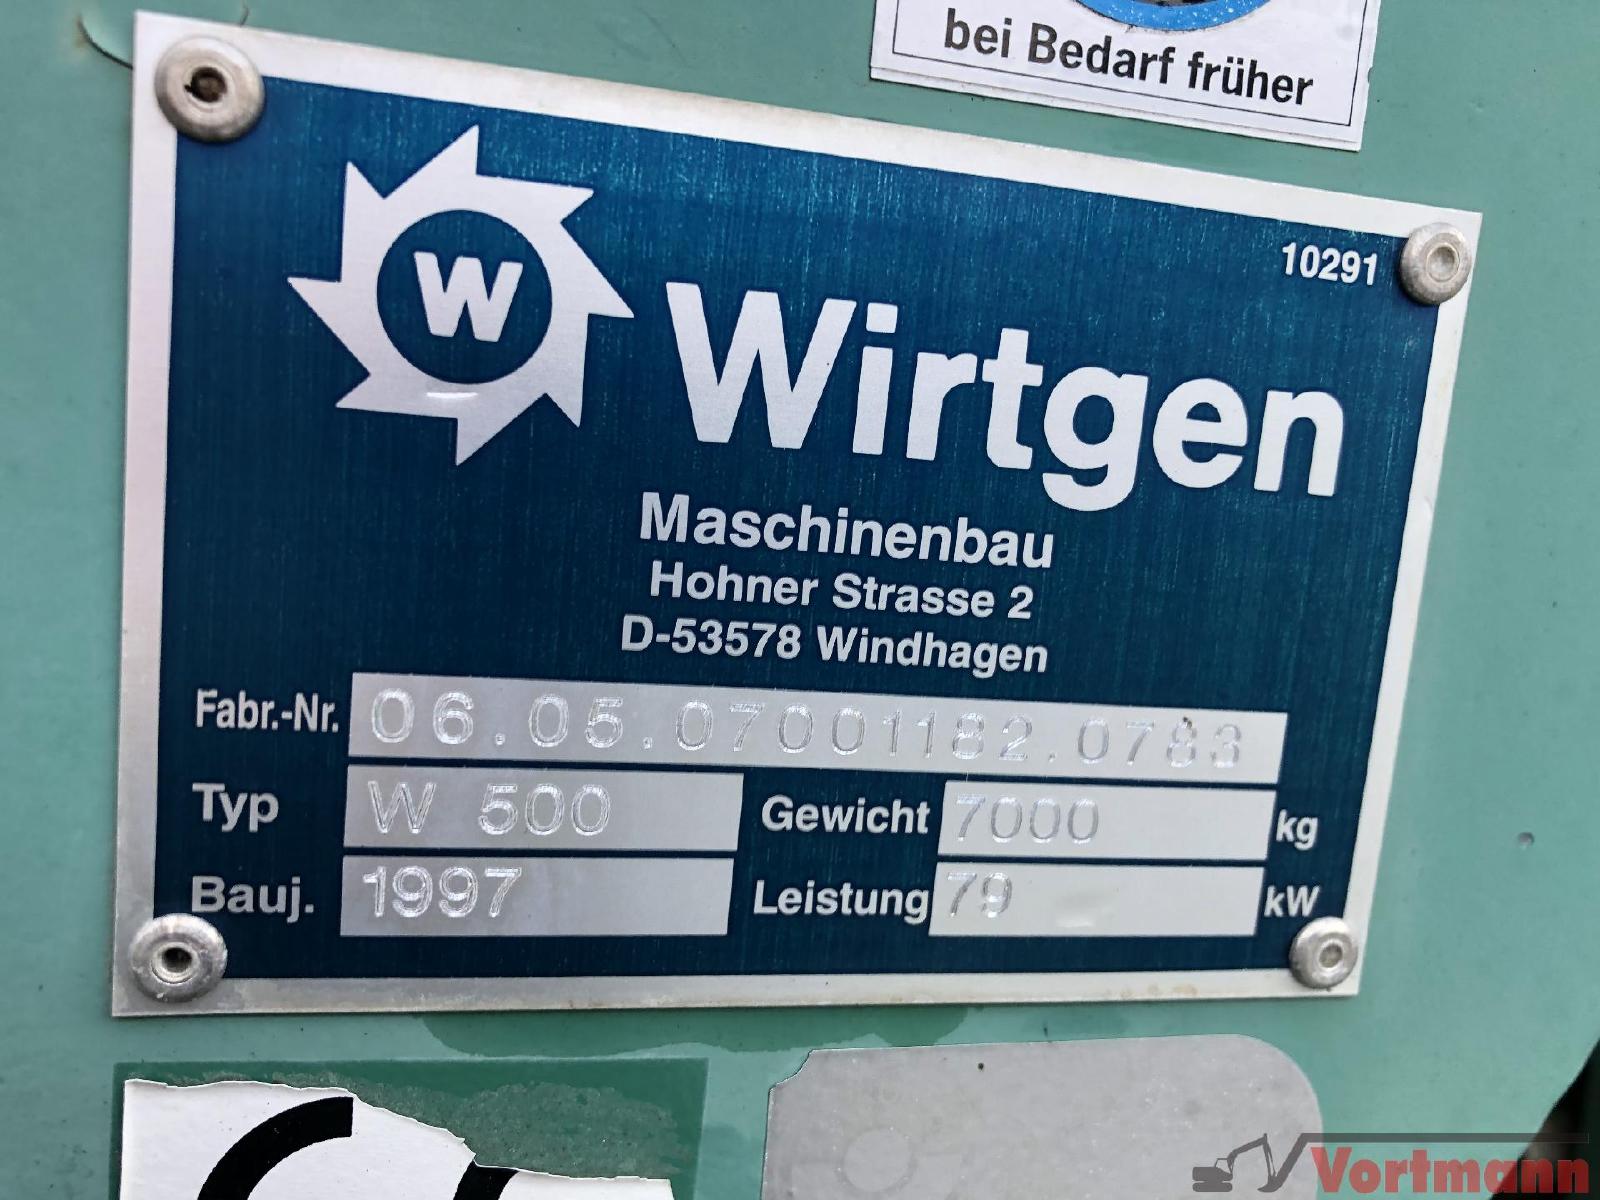 bei Bedarf früher
10291
W
Wirtgen
Maschinenbau
Hohner Strasse 2
D-53578 Windhagen
Fabr.-Nr. 06.05.07001182.0783
Typ W 500 Gewicht 7000 kg
Bauj. 1997 Leistung 79 kW
Vortmann